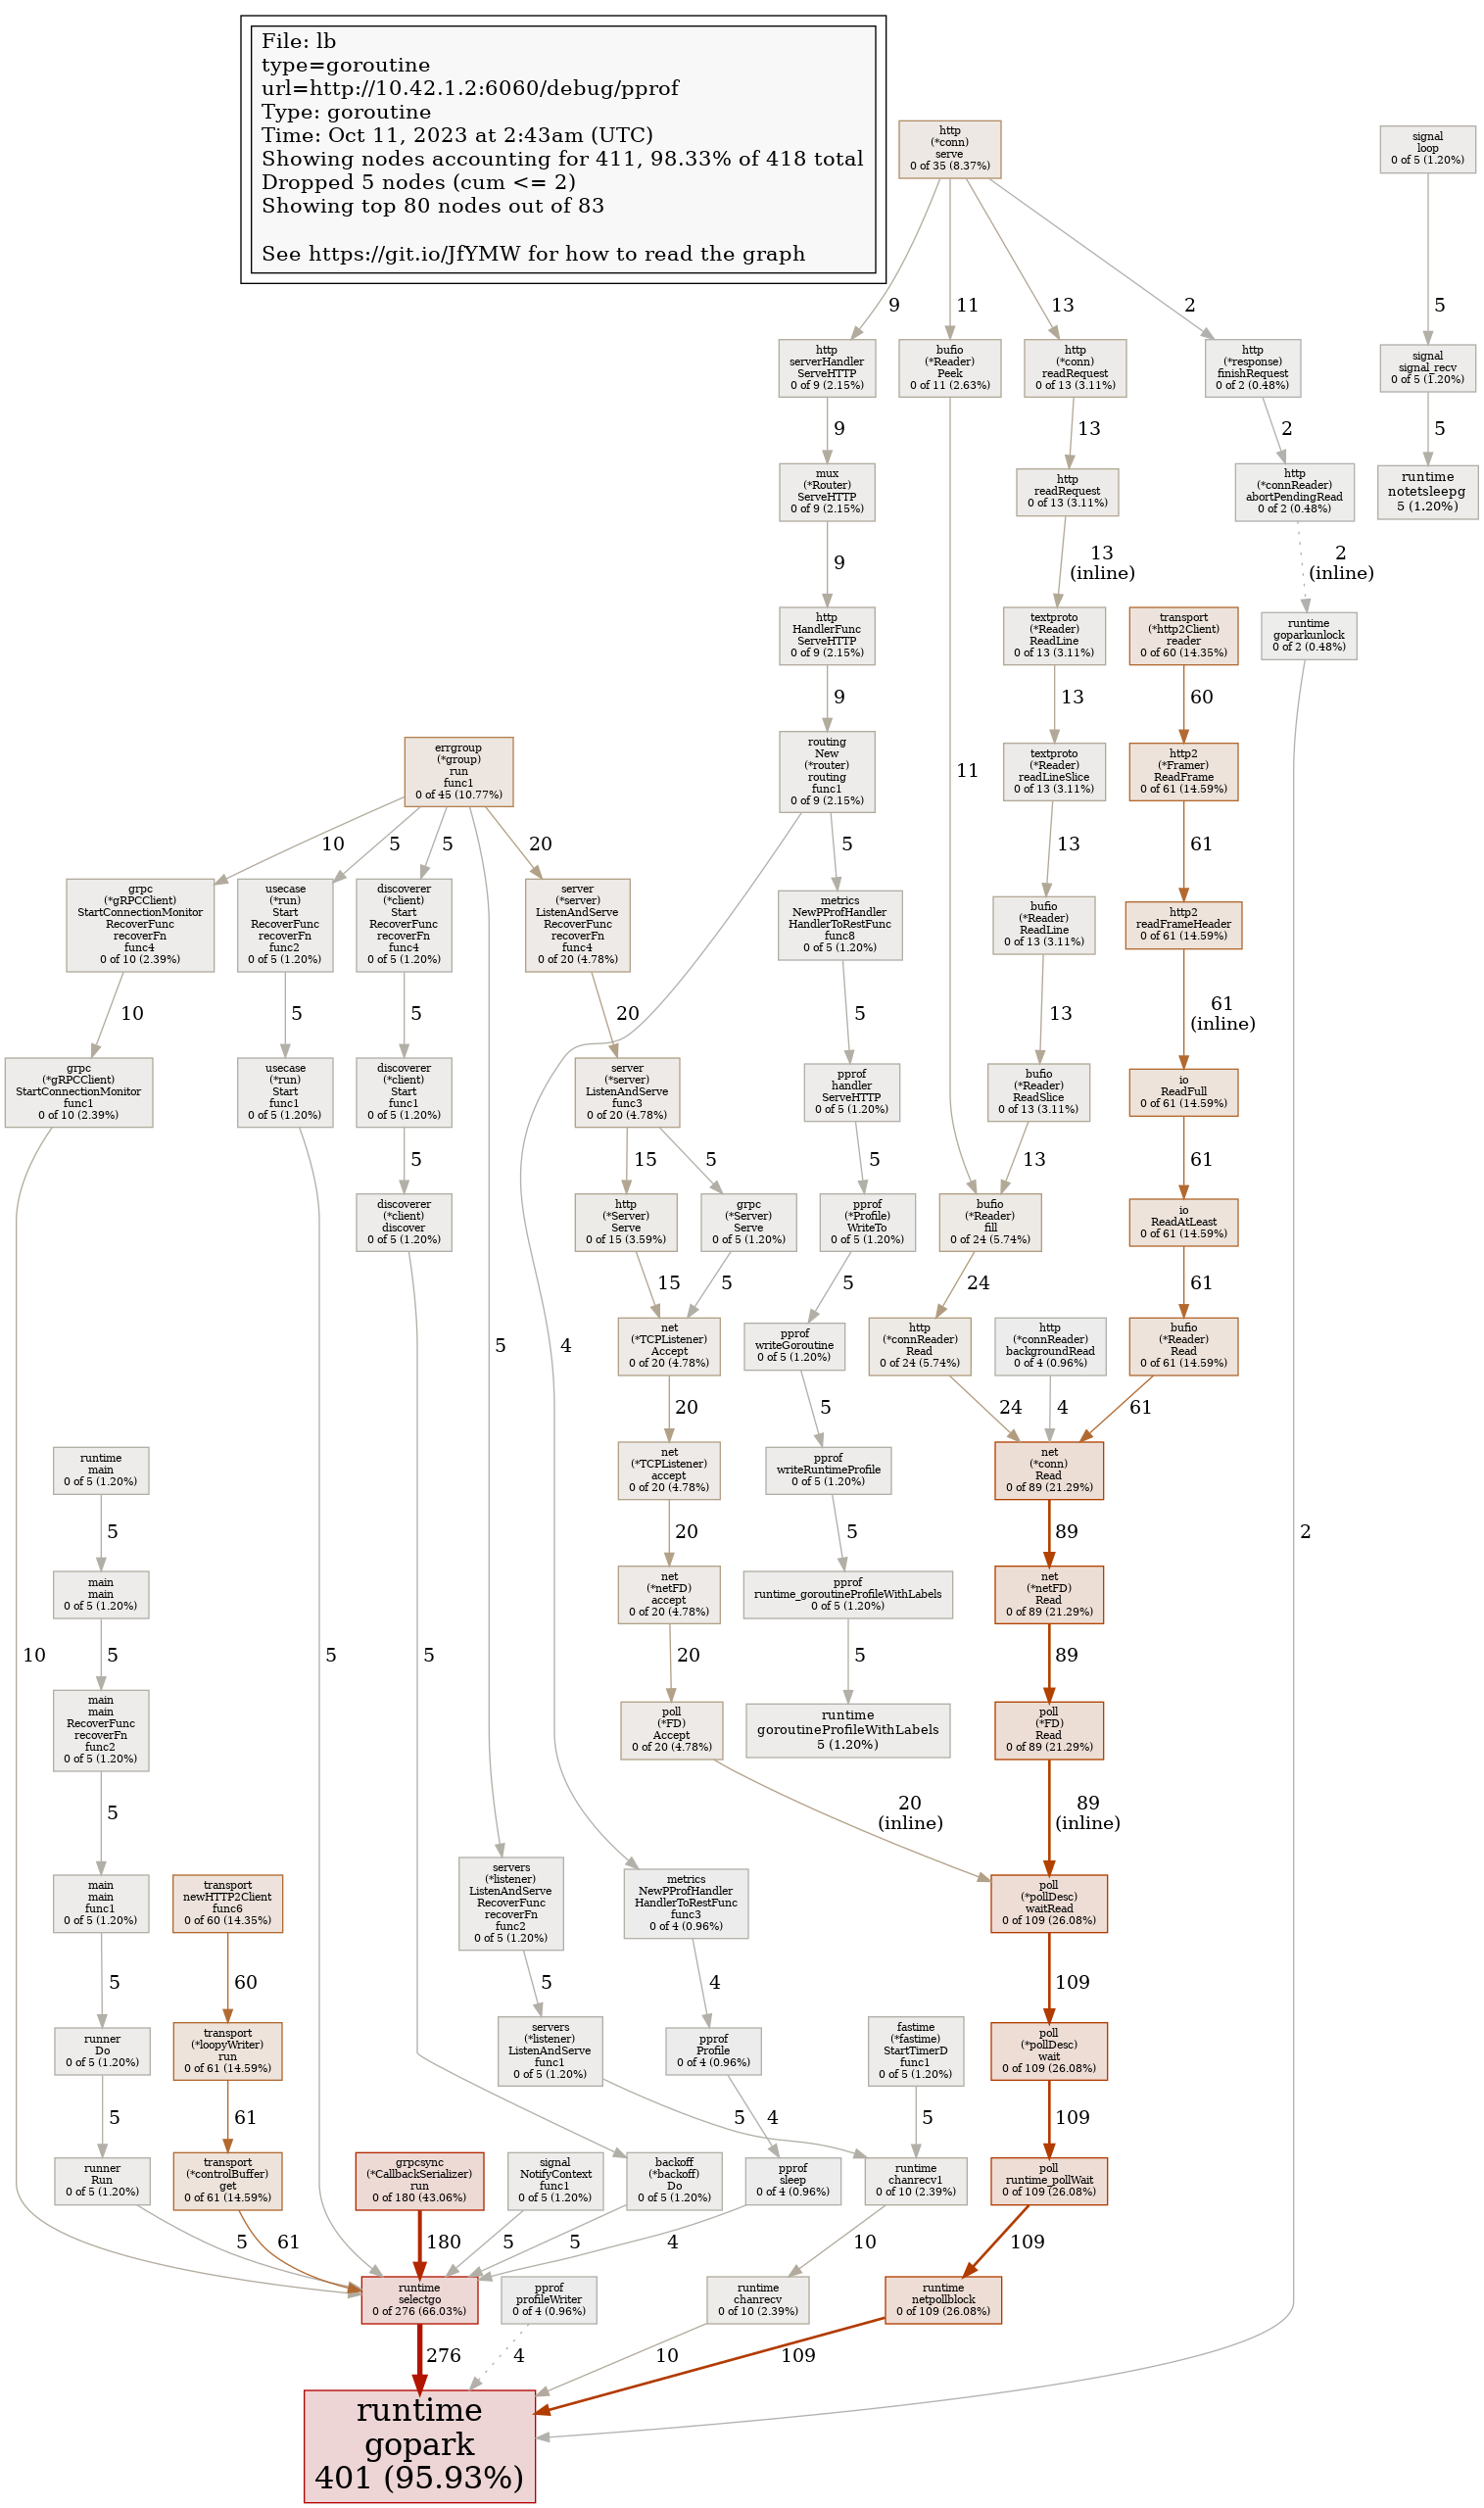 File: lb
type=goroutine
url=http://10.42.1.2:6060/debug/pprof
Type: goroutine
Time: Oct 11, 2023 at 2:43am (UTC)
Showing nodes accounting for 411, 98.33% of 418 total
Dropped 5 nodes (cum <= 2)
Showing top 80 nodes out of 83
See https://git.io/JfYMW for how to read the graph
http
(*conn)
serve
0 of 35 (8.37%)
signal
loop
0 of 5 (1.20%)
9
11
13
2
5
http
serverHandler
ServeHTTP
0 of 9 (2.15%)
bufio
(*Reader)
Peek
0 of 11 (2.63%)
http
(*conn)
readRequest
0 of 13 (3.11%)
http
(*response)
finishRequest
0 of 2 (0.48%)
signal
signal_recv
0 of 5 (1.20%)
9
13
2
5
mux
(*Router)
ServeHTTP
0 of 9 (2.15%)
http
readRequest
0 of 13 (3.11%)
http
(*connReader)
abortPendingRead
0 of 2 (0.48%)
runtime
notetsleepg
5 (1.20%)
9
13
(inline)
2
(inline)
http
HandlerFunc
ServeHTTP
0 of 9 (2.15%)
textproto
(*Reader)
ReadLine
0 of 13 (3.11%)
transport
(*http2Client)
reader
0 of 60 (14.35%)
runtime
goparkunlock
0 of 2 (0.48%)
9
13
60
errgroup
(*group)
run
func1
0 of 45 (10.77%)
routing
New
(*router)
routing
func1
0 of 9 (2.15%)
11
textproto
(*Reader)
readLineSlice
0 of 13 (3.11%)
http2
(*Framer)
ReadFrame
0 of 61 (14.59%)
10
5
5
20
5
13
61
grpc
(*gRPCClient)
StartConnectionMonitor
RecoverFunc
recoverFn
func4
0 of 10 (2.39%)
usecase
(*run)
Start
RecoverFunc
recoverFn
func2
0 of 5 (1.20%)
discoverer
(*client)
Start
RecoverFunc
recoverFn
func4
0 of 5 (1.20%)
server
(*server)
ListenAndServe
RecoverFunc
recoverFn
func4
0 of 20 (4.78%)
metrics
NewPProfHandler
HandlerToRestFunc
func8
0 of 5 (1.20%)
bufio
(*Reader)
ReadLine
0 of 13 (3.11%)
http2
readFrameHeader
0 of 61 (14.59%)
10
5
5
20
5
13
61
(inline)
grpc
(*gRPCClient)
StartConnectionMonitor
func1
0 of 10 (2.39%)
usecase
(*run)
Start
func1
0 of 5 (1.20%)
discoverer
(*client)
Start
func1
0 of 5 (1.20%)
server
(*server)
ListenAndServe
func3
0 of 20 (4.78%)
pprof
handler
ServeHTTP
0 of 5 (1.20%)
bufio
(*Reader)
ReadSlice
0 of 13 (3.11%)
io
ReadFull
0 of 61 (14.59%)
5
15
5
5
13
61
discoverer
(*client)
discover
0 of 5 (1.20%)
http
(*Server)
Serve
0 of 15 (3.59%)
grpc
(*Server)
Serve
0 of 5 (1.20%)
pprof
(*Profile)
WriteTo
0 of 5 (1.20%)
bufio
(*Reader)
fill
0 of 24 (5.74%)
io
ReadAtLeast
0 of 61 (14.59%)
15
5
5
24
61
5
4
net
(*TCPListener)
Accept
0 of 20 (4.78%)
pprof
writeGoroutine
0 of 5 (1.20%)
http
(*connReader)
Read
0 of 24 (5.74%)
http
(*connReader)
backgroundRead
0 of 4 (0.96%)
bufio
(*Reader)
Read
0 of 61 (14.59%)
20
5
24
4
61
runtime
main
0 of 5 (1.20%)
net
(*TCPListener)
accept
0 of 20 (4.78%)
pprof
writeRuntimeProfile
0 of 5 (1.20%)
net
(*conn)
Read
0 of 89 (21.29%)
5
20
5
89
2
main
main
0 of 5 (1.20%)
net
(*netFD)
accept
0 of 20 (4.78%)
pprof
runtime_goroutineProfileWithLabels
0 of 5 (1.20%)
net
(*netFD)
Read
0 of 89 (21.29%)
10
5
5
5
20
5
89
main
main
RecoverFunc
recoverFn
func2
0 of 5 (1.20%)
poll
(*FD)
Accept
0 of 20 (4.78%)
runtime
goroutineProfileWithLabels
5 (1.20%)
poll
(*FD)
Read
0 of 89 (21.29%)
5
20
(inline)
89
(inline)
main
main
func1
0 of 5 (1.20%)
transport
newHTTP2Client
func6
0 of 60 (14.35%)
servers
(*listener)
ListenAndServe
RecoverFunc
recoverFn
func2
0 of 5 (1.20%)
metrics
NewPProfHandler
HandlerToRestFunc
func3
0 of 4 (0.96%)
poll
(*pollDesc)
waitRead
0 of 109 (26.08%)
5
60
5
4
109
runner
Do
0 of 5 (1.20%)
transport
(*loopyWriter)
run
0 of 61 (14.59%)
servers
(*listener)
ListenAndServe
func1
0 of 5 (1.20%)
pprof
Profile
0 of 4 (0.96%)
fastime
(*fastime)
StartTimerD
func1
0 of 5 (1.20%)
poll
(*pollDesc)
wait
0 of 109 (26.08%)
5
61
5
4
5
109
runner
Run
0 of 5 (1.20%)
transport
(*controlBuffer)
get
0 of 61 (14.59%)
grpcsync
(*CallbackSerializer)
run
0 of 180 (43.06%)
signal
NotifyContext
func1
0 of 5 (1.20%)
backoff
(*backoff)
Do
0 of 5 (1.20%)
pprof
sleep
0 of 4 (0.96%)
runtime
chanrecv1
0 of 10 (2.39%)
poll
runtime_pollWait
0 of 109 (26.08%)
5
61
180
5
5
4
10
109
runtime
selectgo
0 of 276 (66.03%)
pprof
profileWriter
0 of 4 (0.96%)
runtime
chanrecv
0 of 10 (2.39%)
runtime
netpollblock
0 of 109 (26.08%)
276
4
10
109
runtime
gopark
401 (95.93%)